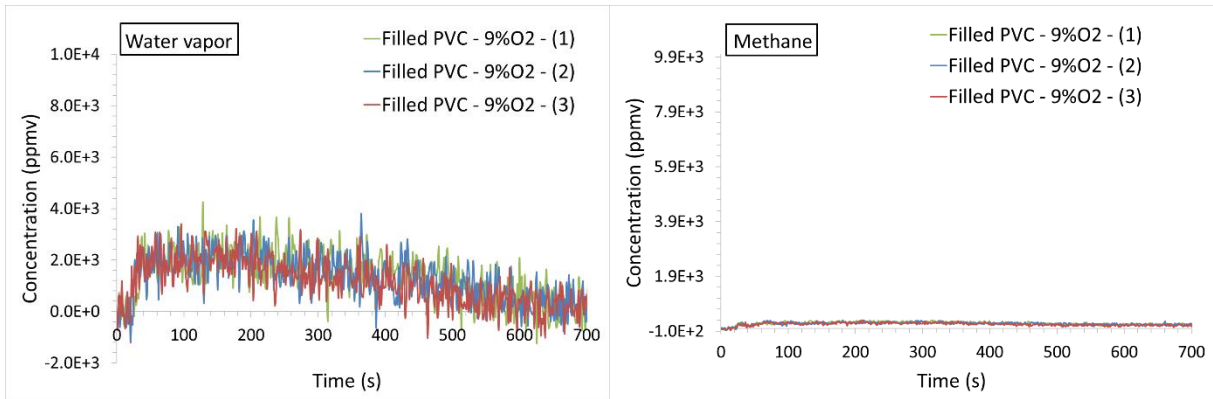 Water vapor
Filled PVC - 9%O2 - (1)
Filled PVC - 9%O2 - (2)
Filled PVC - 9%O2 - (3)
Concentration (ppmv)
1.0E+4
8.0E+3
6.0E+3
4.0E+3
2.0E+3
0.0E+0
-2.0E+3
0 100 200 300 400 500 600 700
Time (s)
Methane
Filled PVC - 9%O2 - (1)
Filled PVC - 9%O2 - (2)
Filled PVC - 9%O2 - (3)
Concentration (ppmv)
9.9E+3
7.9E+3
5.9E+3
3.9E+3
1.9E+3
-1.0E+2
0 100 200 300 400 500 600 700
Time (s)